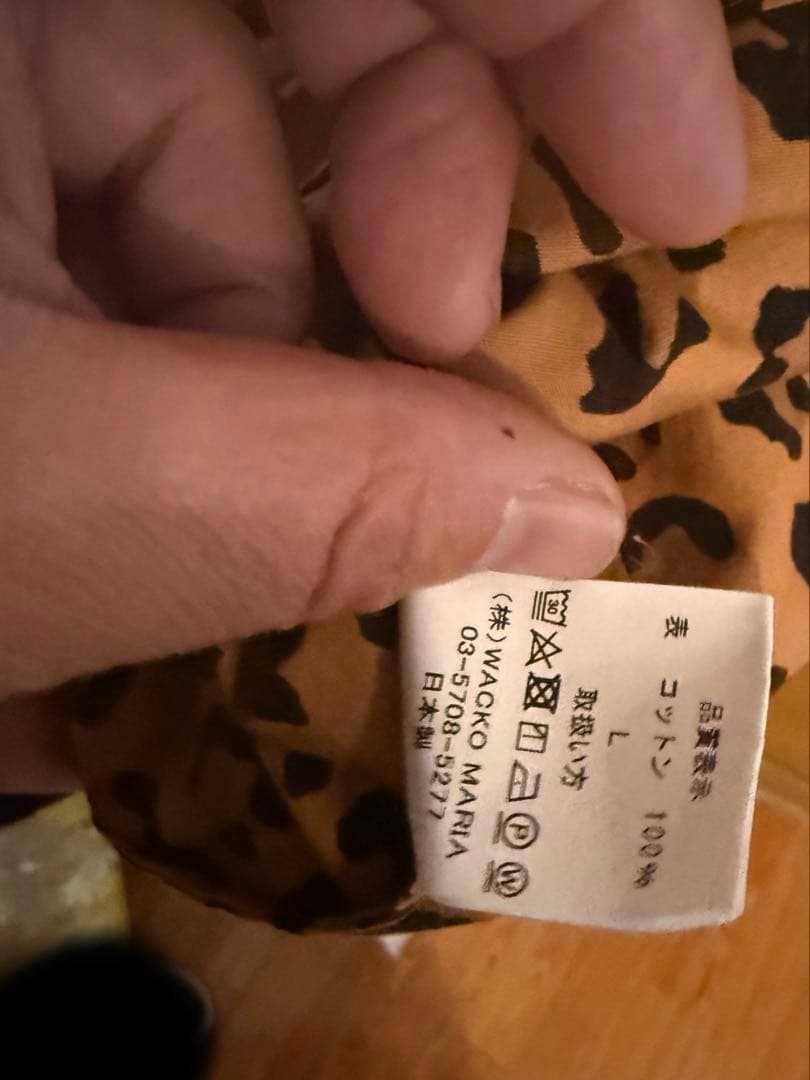 品質表示
表 コットン 100%
L
取扱い方
30 P W
(株)WACKO MARIA
03-5708-5277
日本製